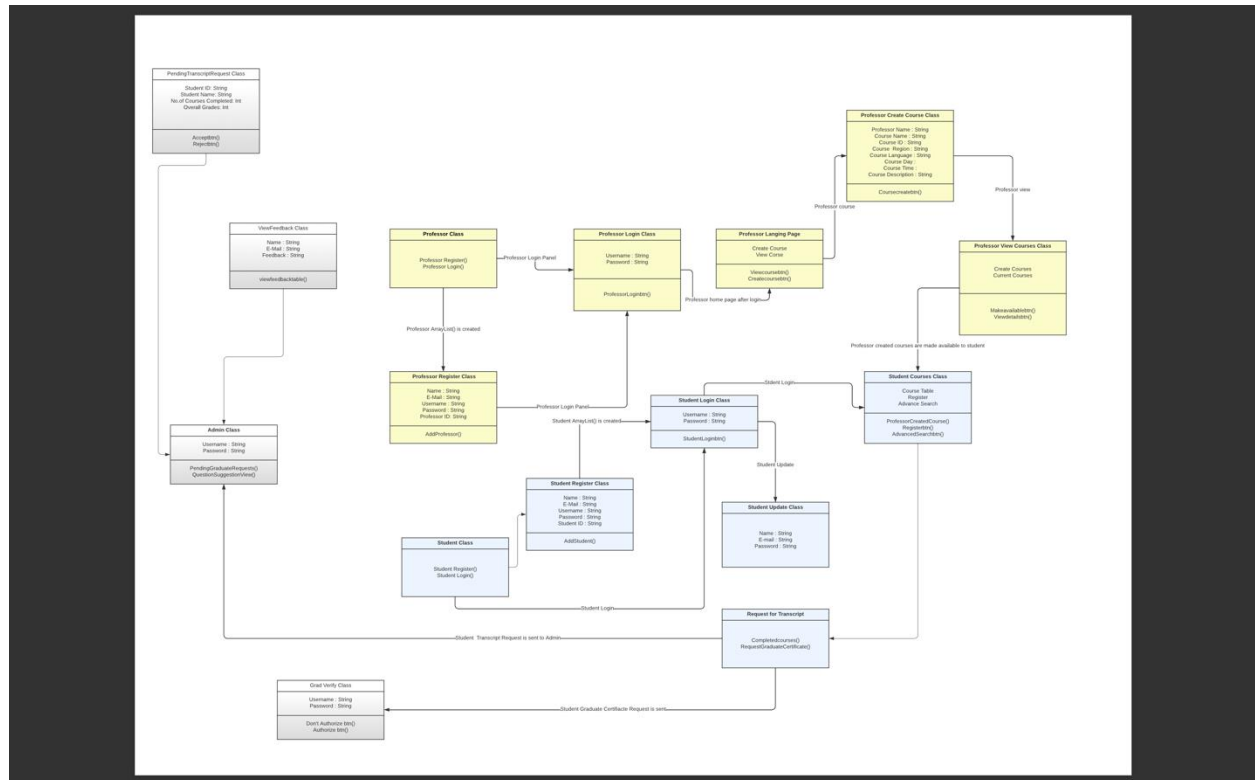 PendingTranscriptRequest Class
Student ID: String
Student Name: String
No.of Courses Completed: Int
Overall Grades: Int
AcceptBtn()
RejectBtn()
ViewFeedback Class
Name : String
E-Mail : String
Feedback : String
viewfeedbacktable()
Admin Class
Username : String
Password : String
PendingGraduateRequests()
QuestionSuggestionView()
Professor Class
Professor Register()
Professor Login()
Professor Login Panel
Professor ArrayList() is created
Professor Register Class
Name : String
E-Mail : String
Username : String
Password : String
Professor ID: String
AddProfessor()
Professor Login Panel
Professor Login Class
Username : String
Password : String
ProfessorLoginbtn()
Professor home page after login
Professor Langing Page
Create Course
View Corse
Viewcoursebtn()
Createcoursebtn()
Professor course
Professor Create Course Class
Professor Name : String
Course Name : String
Course ID : String
Course Region : String
Course Language : String
Course Day :
Course Time :
Course Description : String
Coursecreatebtn()
Professor view
Professor View Courses Class
Create Courses
Current Courses
Makeavailablebtn()
Viewdetailsbtn()
Professor created courses are made available to student
Student Courses Class
Course Table
Register
Advance Search
ProfessorCreatedCourse()
Registerbtn()
AdvancedSearchbtn()
Stdent Login
Student Login Class
Username : String
Password : String
StudentLoginbtn()
Student ArrayList() is created
Student Update
Student Register Class
Name : String
E-Mail : String
Username : String
Password : String
Student ID : String
AddStudent()
Student Update Class
Name : String
E-mail : String
Password : String
Student Class
Student Register()
Student Login()
Student Login
Request for Transcript
Completedcourses()
RequestGraduateCertificate()
Student Transcript Request is sent to Admin
Grad Verify Class
Username : String
Password : String
Don't Authorize btn()
Authorize btn()
Student Graduate Certifiacte Request is sent